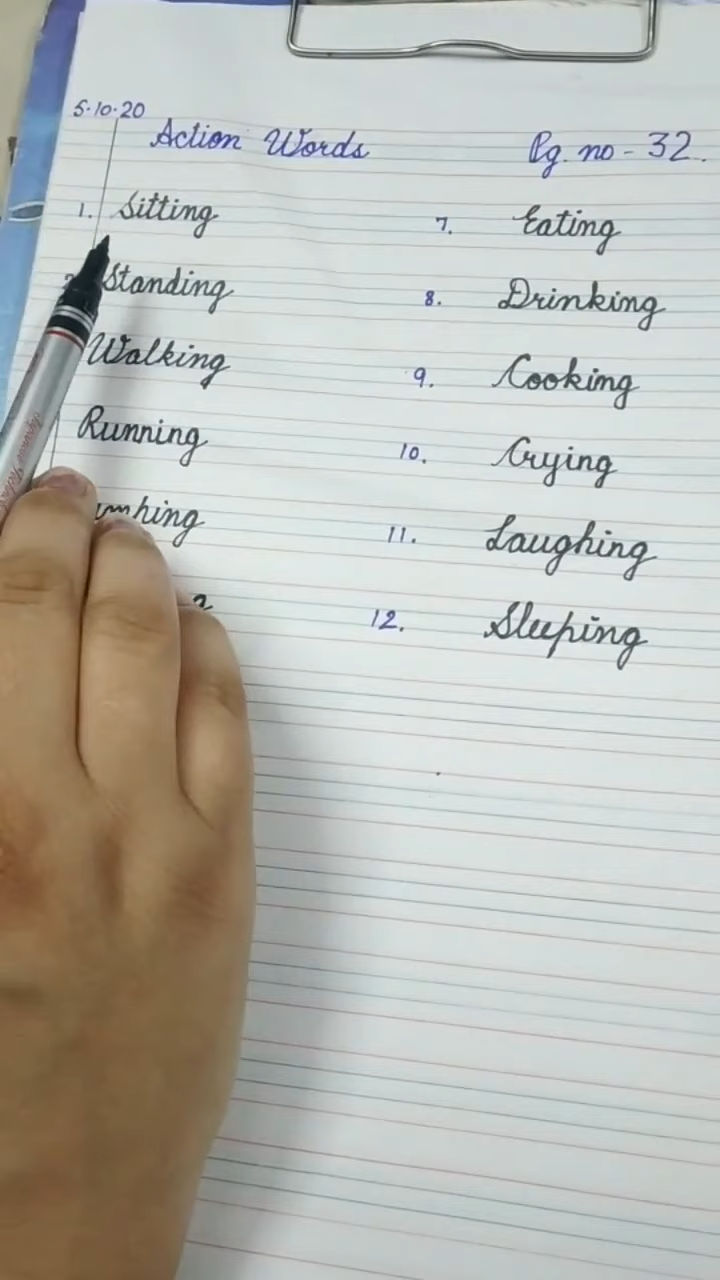 5.10.20
Action Words Pg. no - 32.
1. Sitting
Standing
Walking
Running
7. Eating
8. Drinking
9. Cooking
10. Crying
11. Laughing
12. Sleeping